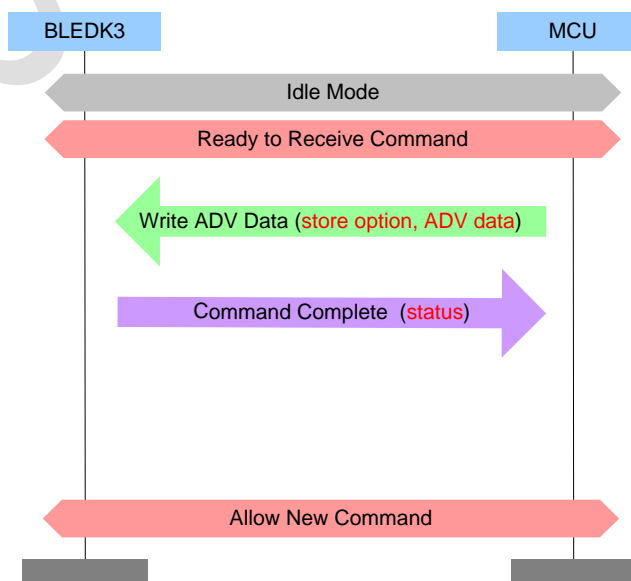 BLEDK3
MCU
Idle Mode
Ready to Receive Command
Write ADV Data (store option, ADV data)
Command Complete (status)
Allow New Command